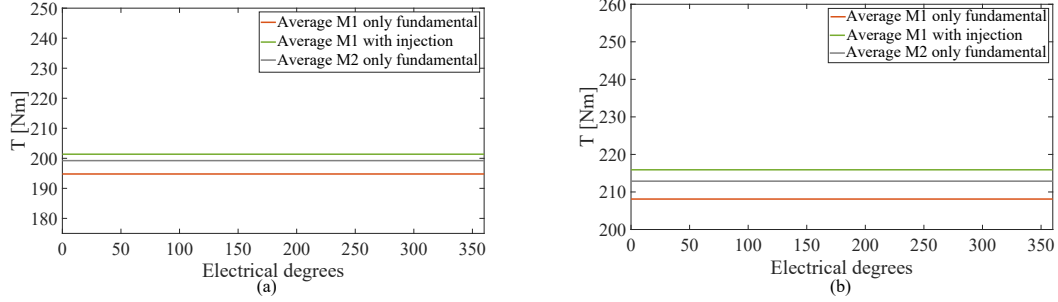 250
240
230
220
210
200
190
180
T [Nm]
Average M1 only fundamental
Average M1 with injection
Average M2 only fundamental
0 50 100 150 200 250 300 350
Electrical degrees
(a)
260
250
240
230
220
210
200
T [Nm]
Average M1 only fundamental
Average M1 with injection
Average M2 only fundamental
0 50 100 150 200 250 300 350
Electrical degrees
(b)